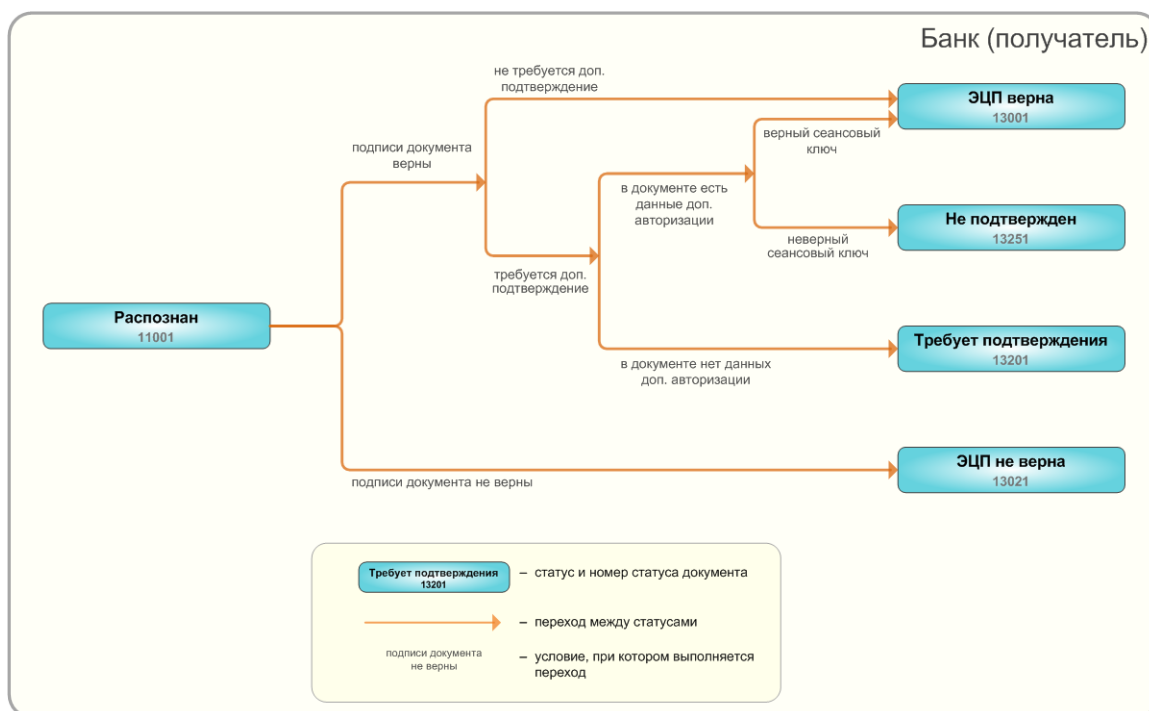 Банк (получатель)
не требуется доп.
подтверждение
ЭЦП верна
13001
верный сеансовый
ключ
подписи документа
верны
в документе есть
данные доп.
авторизации
Не подтвержден
13251
неверный
сеансовый ключ
требуется доп.
подтверждение
Распознан
11001
Требует подтверждения
13201
в документе нет данных
доп. авторизации
ЭЦП не верна
13021
подписи документа не верны
Требует подтверждения
13201
– статус и номер статуса документа
– переход между статусами
подписи документа
не верны
– условие, при котором выполняется
переход